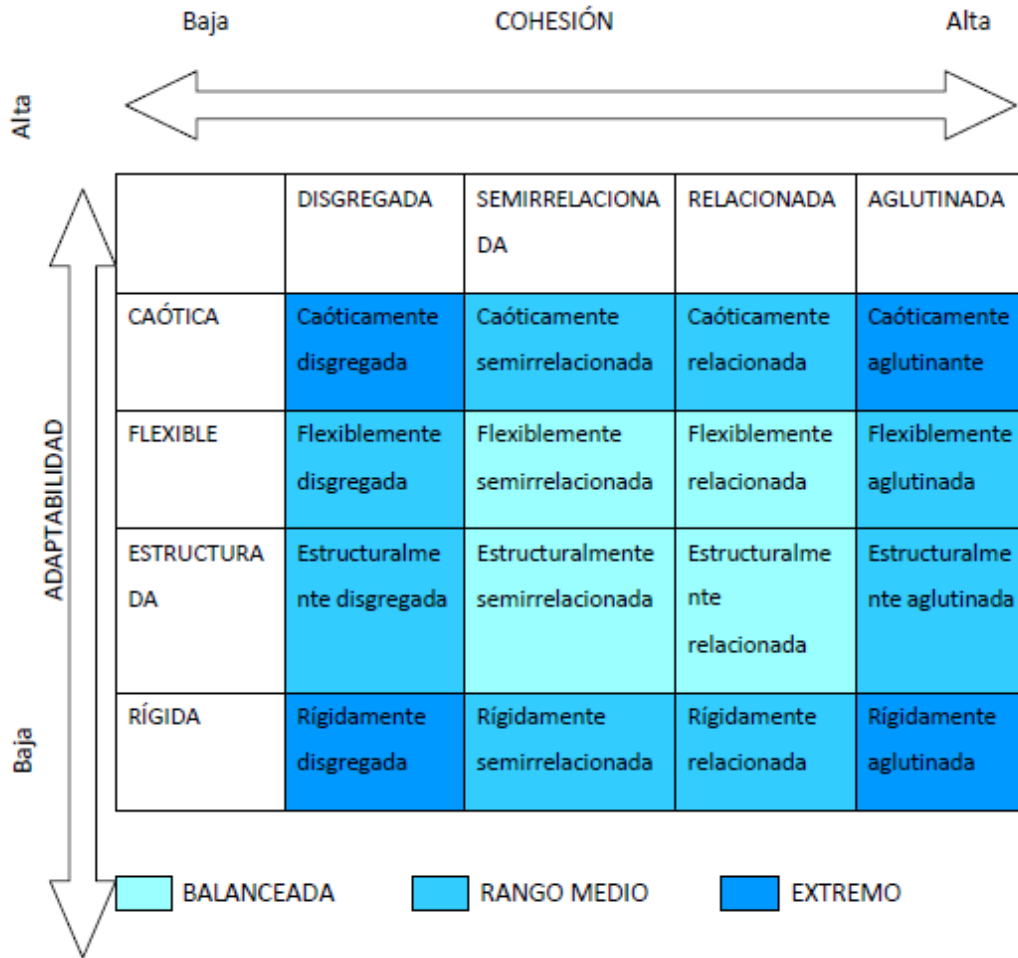 Baja COHESIÓN Alta
Alta
DISGREGADA SEMIRRELACIONA RELACIONADA AGLUTINADA
DA
CAÓTICA Caóticamente Caóticamente Caóticamente Caóticamente
disgregada semirrelacionada relacionada aglutinante
ADAPTABILIDAD
FLEXIBLE Flexiblemente Flexiblemente Flexiblemente Flexiblemente
disgregada semirrelacionada relacionada aglutinada
ESTRUCTURA Estructuralme Estructuralmente Estructuralme Estructuralme
DA nte disgregada semirrelacionada nte nte aglutinada
relacionada
Baja
RÍGIDA Rígidamente Rígidamente Rígidamente Rígidamente
disgregada semirrelacionada relacionada aglutinada
BALANCEADA RANGO MEDIO EXTREMO